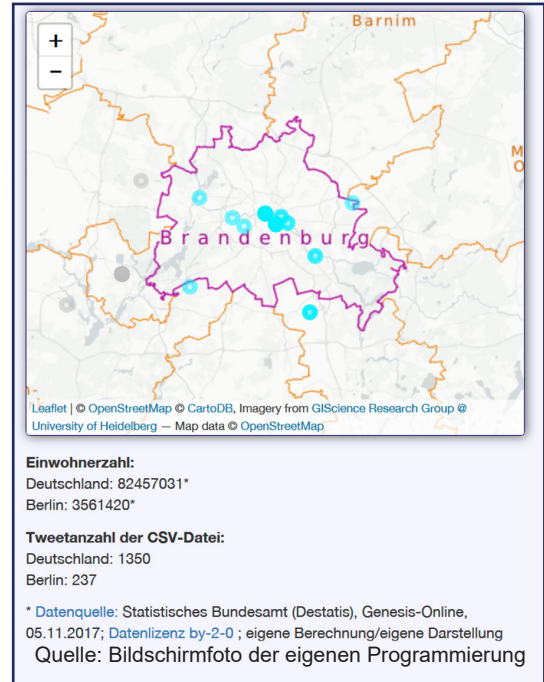 Barnim
+
−
M
O
Brandenburg
Leaflet | © OpenStreetMap © CartoDB, Imagery from GIScience Research Group @
University of Heidelberg — Map data © OpenStreetMap
Einwohnerzahl:
Deutschland: 82457031*
Berlin: 3561420*
Tweetanzahl der CSV-Datei:
Deutschland: 1350
Berlin: 237
* Datenquelle: Statistisches Bundesamt (Destatis), Genesis-Online,
05.11.2017; Datenlizenz by-2-0 ; eigene Berechnung/eigene Darstellung
Quelle: Bildschirmfoto der eigenen Programmierung